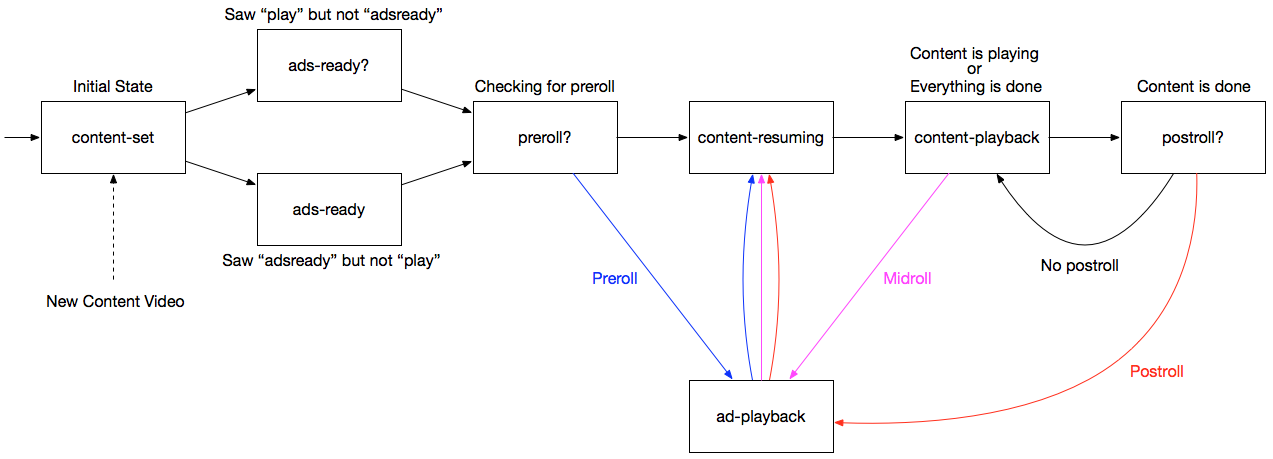 Saw “play” but not “adsready”
ads-ready?
Initial State
content-set
Checking for preroll
preroll?
content-resuming
Content is playing
or
Everything is done
content-playback
Content is done
postroll?
ads-ready
Saw “adsready” but not “play”
New Content Video
Preroll
Midroll
No postroll
Postroll
ad-playback